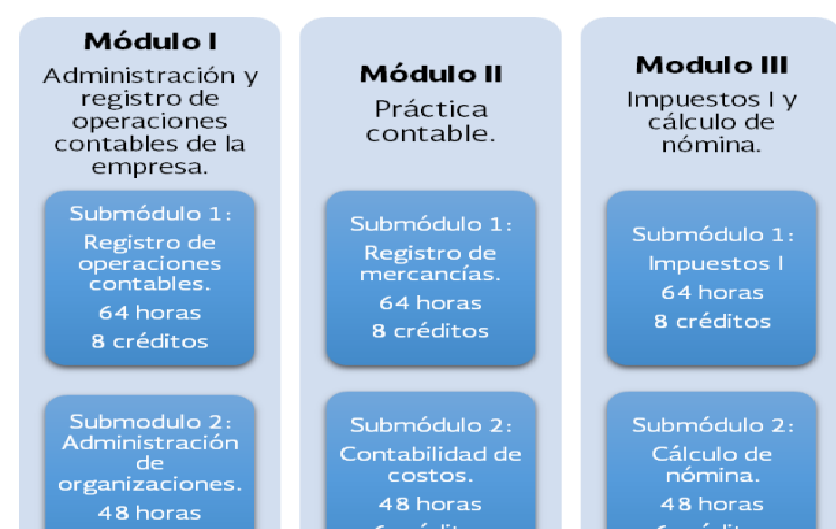 Módulo I
Administración y
registro de
operaciones
contables de la
empresa.
Submódulo 1:
Registro de
operaciones
contables.
64 horas
8 créditos
Submodulo 2:
Administración
de
organizaciones.
48 horas
Módulo II
Práctica
contable.
Submódulo 1:
Registro de
mercancías.
64 horas
8 créditos
Submódulo 2:
Contabilidad de
costos.
48 horas
Modulo III
Impuestos I y
cálculo de
nómina.
Submódulo 1:
Impuestos I
64 horas
8 créditos
Submódulo 2:
Cálculo de
nómina.
48 horas